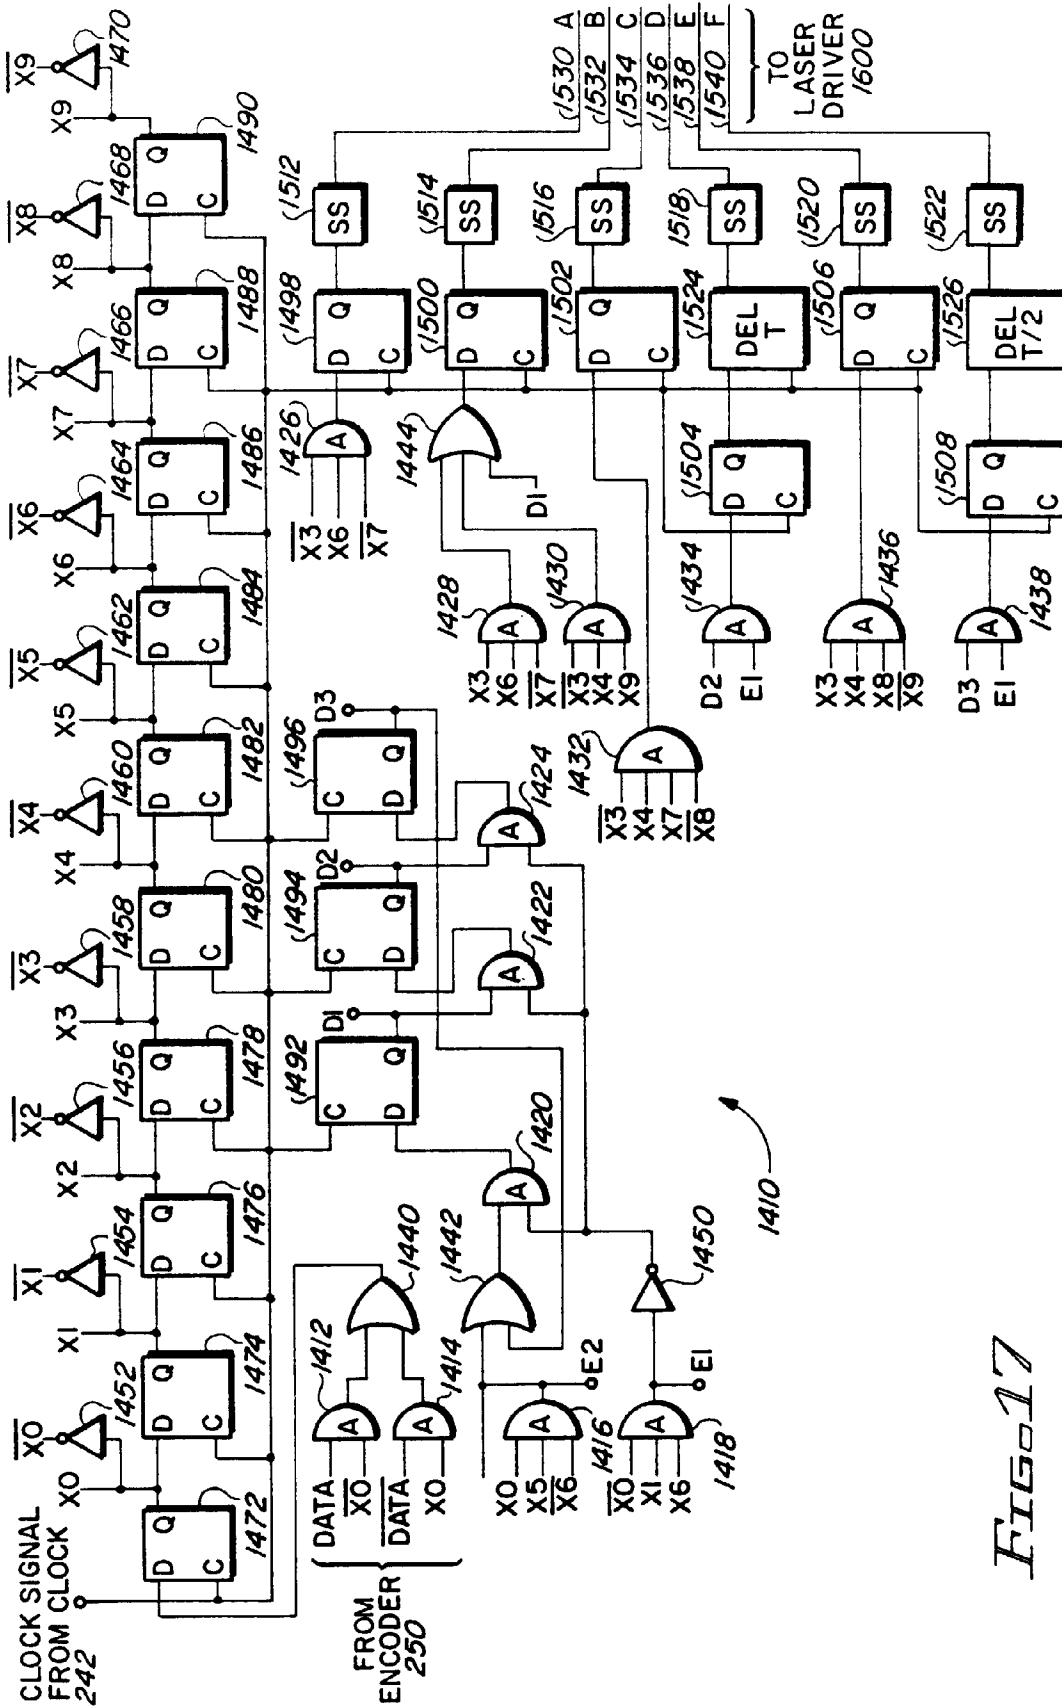 CLOCK SIGNAL
FROM CLOCK
242
X0
X̅0̅
1452
X1
X̅1̅
1454
X2
X̅2̅
1456
X3
X̅3̅
1458
X4
X̅4̅
1460
X5
X̅5̅
1462
X6
X̅6̅
1464
X7
X̅7̅
1466
X8
X̅8̅
1468
X9
X̅9̅
1470
D Q
C
1472
D Q
C
1474
D Q
C
1476
D Q
C
1478
D Q
C
1480
D Q
C
1482
D Q
C
1484
D Q
C
1486
D Q
C
1488
D Q
C
1490
FROM
ENCODER
250
DATA
X̅0̅
A
1412
D̅A̅T̅A̅
X0
A
1414
1440
X0
X5
X̅6̅
A
1416
E2
X̅0̅
X1
X6
A
1418
E1
1450
1442
A
1420
1492
C
D Q
D1
A
1422
1494
C
D Q
D2
A
1424
1496
C
D Q
D3
X̅3̅
X6
X̅7̅
A
1426
X3
X6
X̅7̅
A
1428
X̅3̅
X4
X9
A
1430
D1
1444
X̅3̅
X4
X7
X̅8̅
A
1432
D2
E1
A
1434
X3
X4
X8
X̅9̅
A
1436
D3
E1
A
1438
D Q
C
1498
D Q
C
1500
D Q
C
1502
D Q
C
1504
DEL
T
1524
D Q
C
1506
D Q
C
1508
DEL
T/2
1526
SS
1512
SS
1514
SS
1516
SS
1518
SS
1520
SS
1522
1530 A
1532 B
1534 C
1536 D
1538 E
1540 F
TO
LASER
DRIVER
1600
1410
FIG. 17